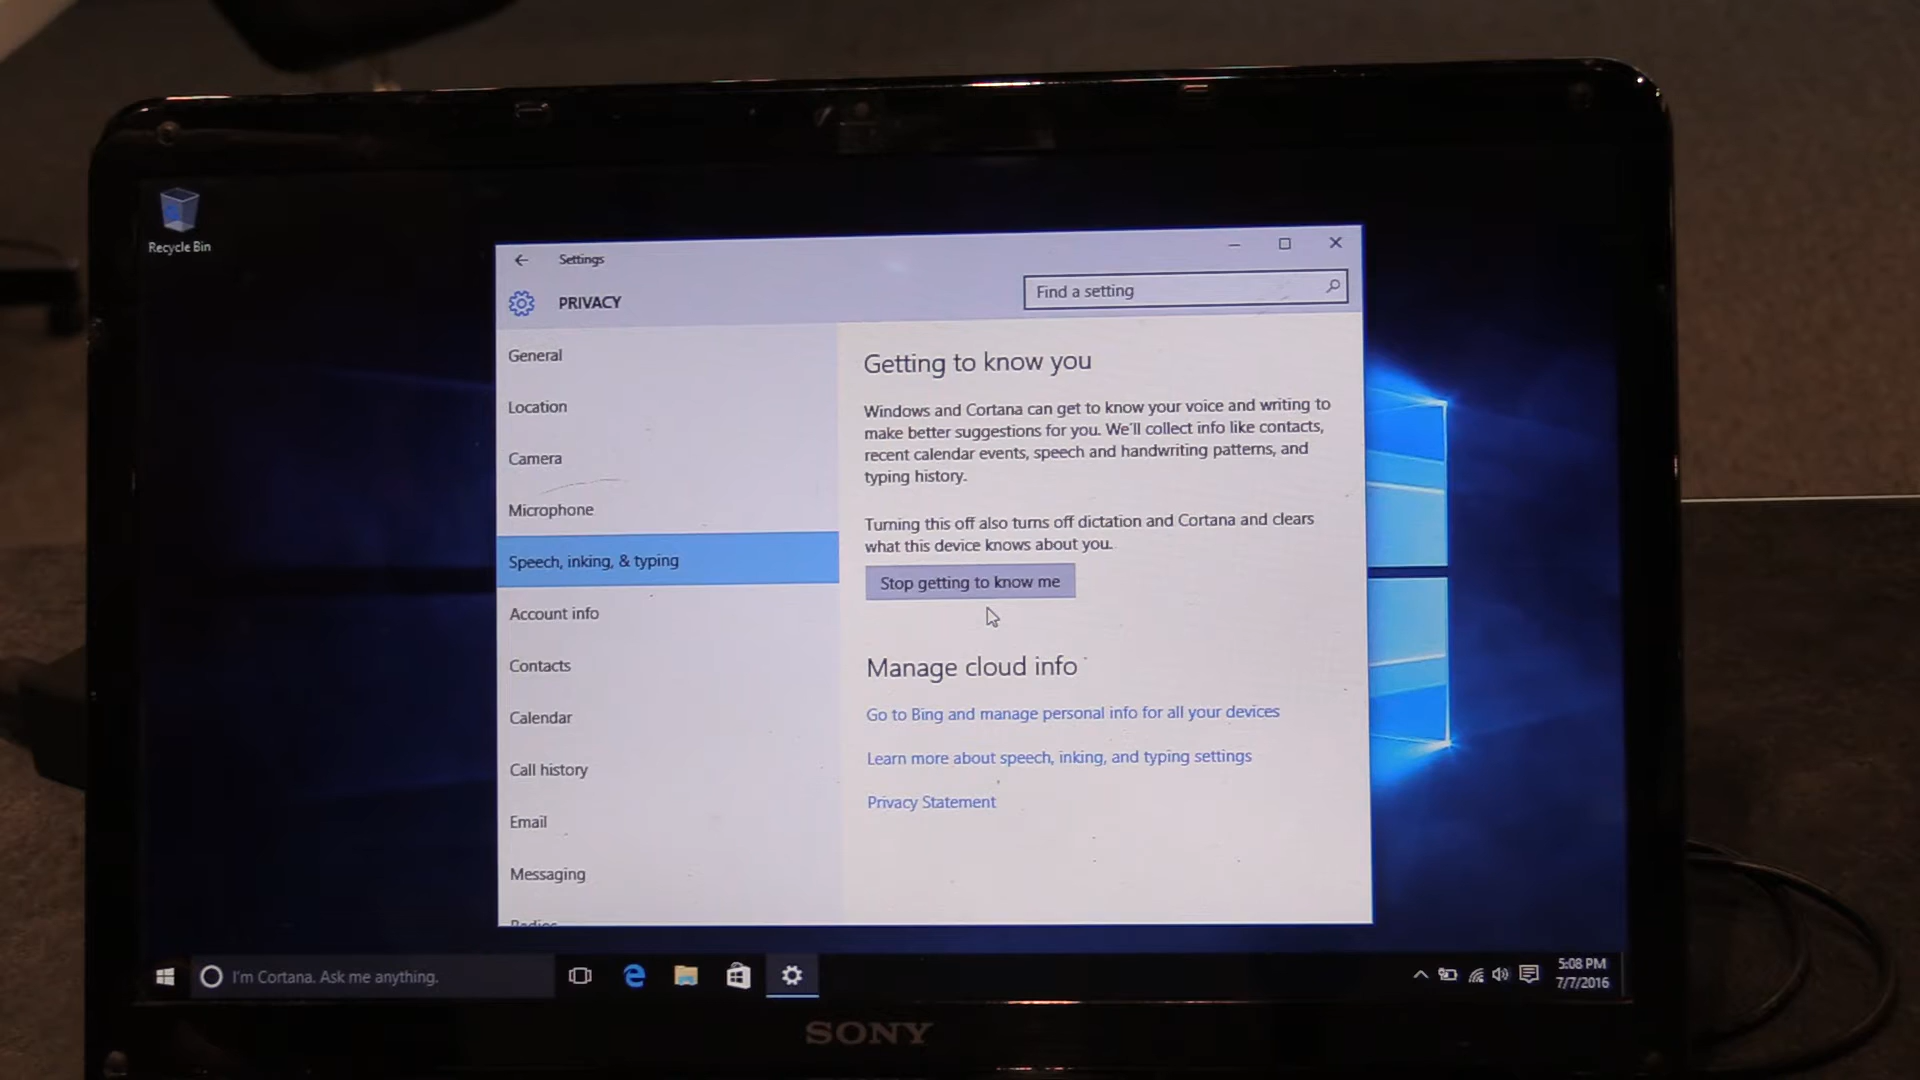 Recycle Bin
Settings
PRIVACY
Find a setting
General
Location
Camera
Microphone
Speech, inking, & typing
Account info
Contacts
Calendar
Call history
Email
Messaging
Radios
Getting to know you
Windows and Cortana can get to know your voice and writing to
make better suggestions for you. We'll collect info like contacts,
recent calendar events, speech and handwriting patterns, and
typing history.
Turning this off also turns off dictation and Cortana and clears
what this device knows about you.
Stop getting to know me
Manage cloud info
Go to Bing and manage personal info for all your devices
Learn more about speech, inking, and typing settings
Privacy Statement
I'm Cortana. Ask me anything.
5:08 PM
7/7/2016
SONY